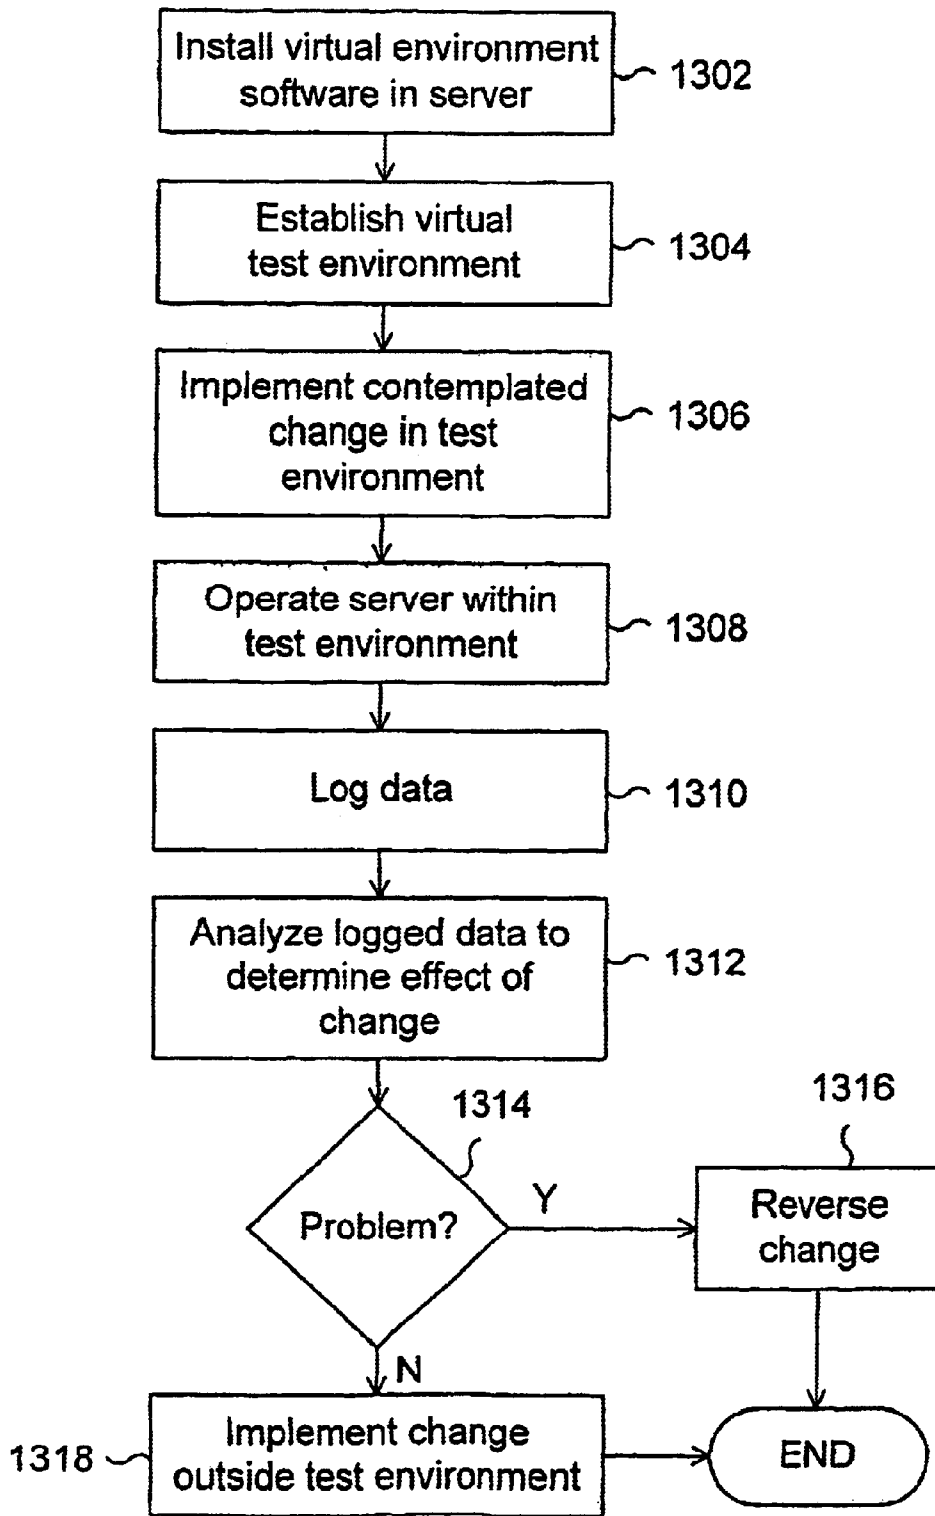 Install virtual environment
software in server
1302
Establish virtual
test environment
1304
Implement contemplated
change in test
environment
1306
Operate server within
test environment
1308
Log data
1310
Analyze logged data to
determine effect of
change
1312
1314
Problem?
Y
1316
Reverse
change
N
1318
Implement change
outside test environment
END